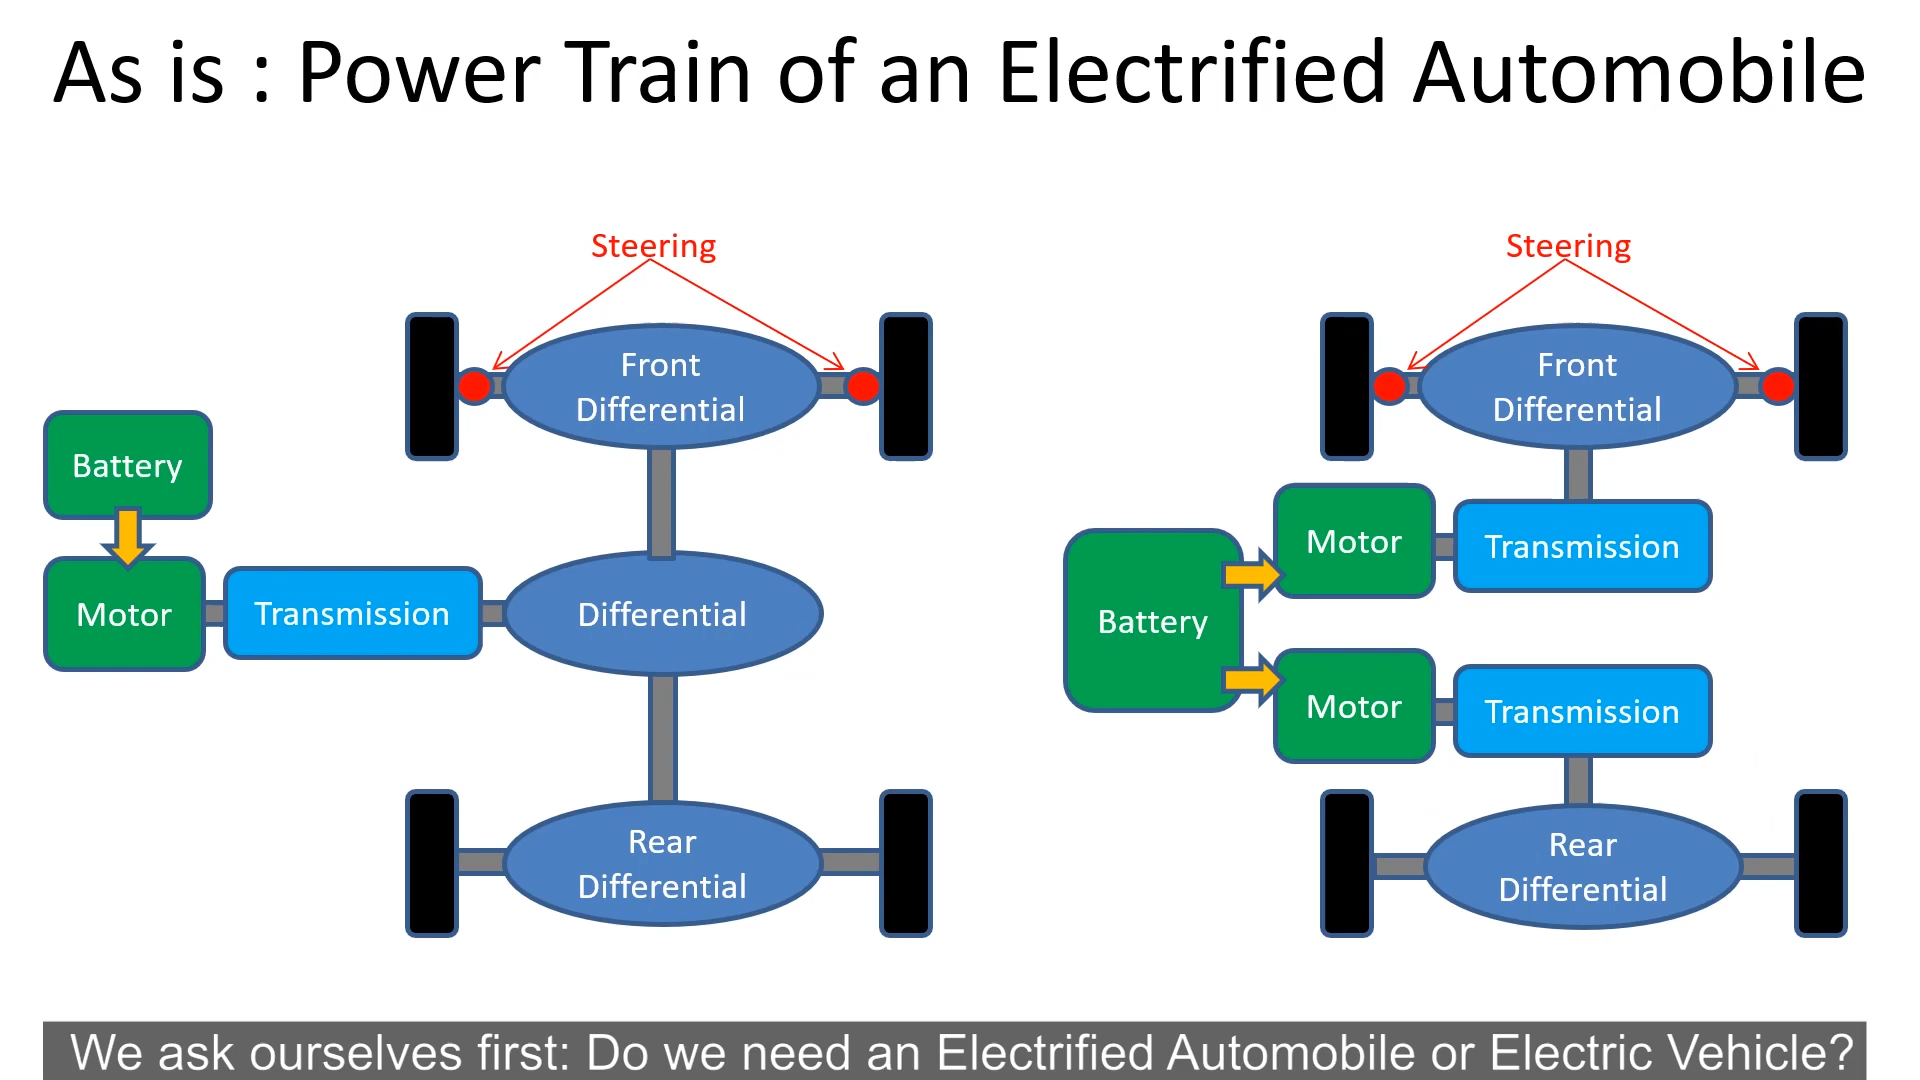 As is : Power Train of an Electrified Automobile
Steering
Front
Differential
Battery
Motor
Transmission
Differential
Rear
Differential
Steering
Front
Differential
Motor
Transmission
Battery
Motor
Transmission
Rear
Differential
We ask ourselves first: Do we need an Electrified Automobile or Electric Vehicle?